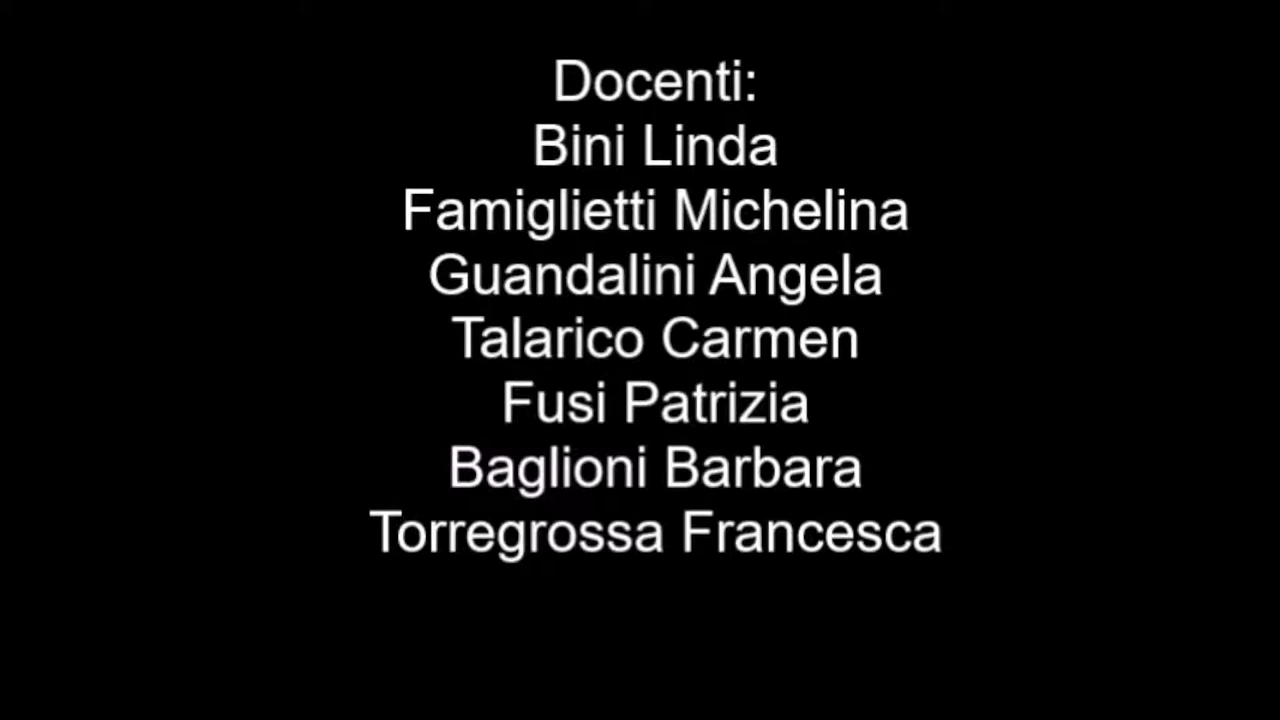 Docenti:
Bini Linda
Famiglietti Michelina
Guandalini Angela
Talarico Carmen
Fusi Patrizia
Baglioni Barbara
Torregrossa Francesca